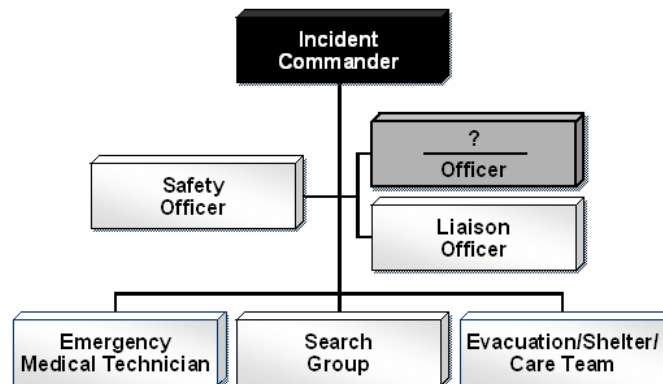 Incident
Commander
?
Officer
Safety
Officer
Liaison
Officer
Emergency
Medical Technician
Search
Group
Evacuation/Shelter/
Care Team